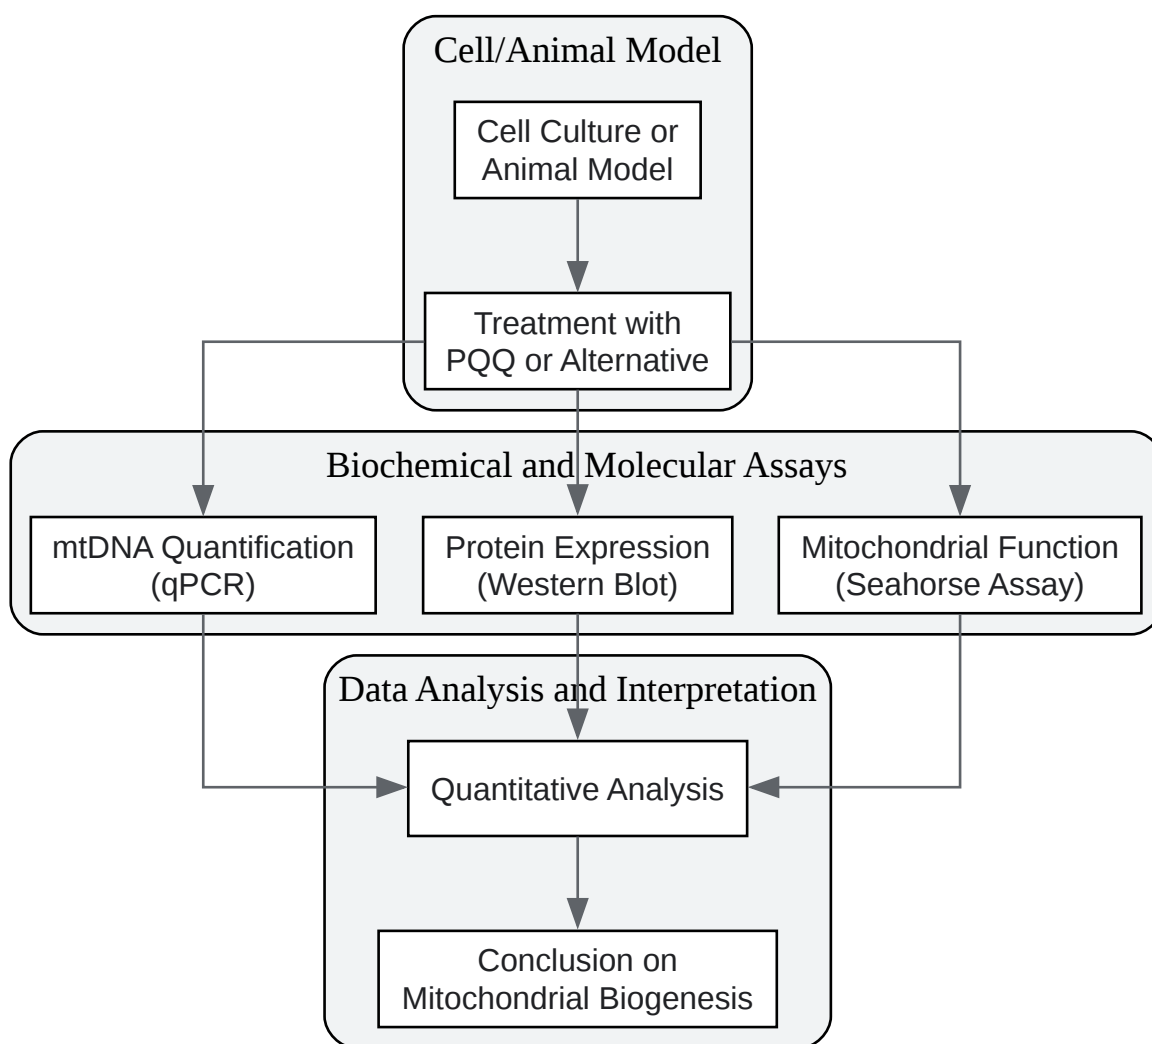 Cell/Animal Model
Cell Culture or
Animal Model
Treatment with
PQQ or Alternative
Biochemical and Molecular Assays
mtDNA Quantification
(qPCR)
Protein Expression
(Western Blot)
Mitochondrial Function
(Seahorse Assay)
Data Analysis and Interpretation
Quantitative Analysis
Conclusion on
Mitochondrial Biogenesis